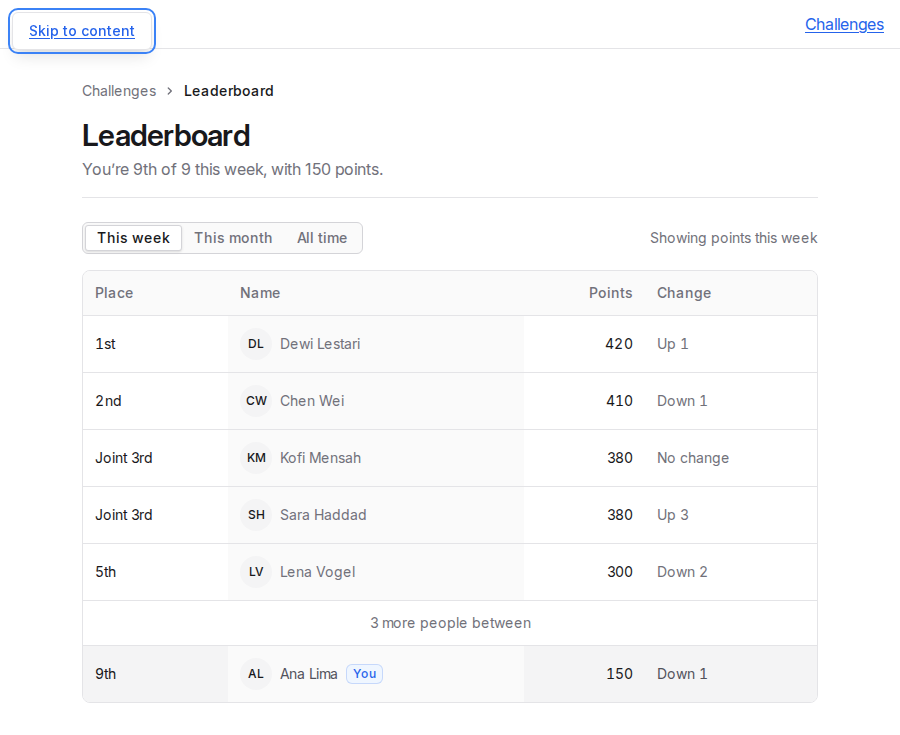 Skip to content
Challenges
Challenges › Leaderboard
Leaderboard
You're 9th of 9 this week, with 150 points.
This week This month All time
Showing points this week
Place Name Points Change
1st DL Dewi Lestari 420 Up 1
2nd CW Chen Wei 410 Down 1
Joint 3rd KM Kofi Mensah 380 No change
Joint 3rd SH Sara Haddad 380 Up 3
5th LV Lena Vogel 300 Down 2
3 more people between
9th AL Ana Lima You 150 Down 1